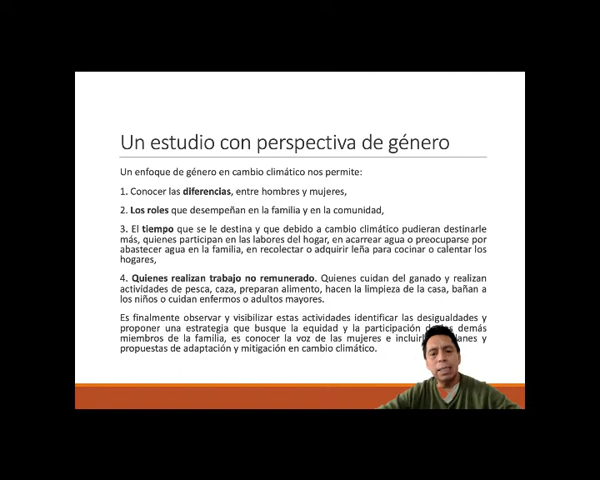 Un estudio con perspectiva de género
Un enfoque de género en cambio climático nos permite:
1. Conocer las diferencias, entre hombres y mujeres,
2. Los roles que desempeñan en la familia y en la comunidad,
3. El tiempo que se le destina y que debido a cambio climático pudieran destinarle
más, quienes participan en las labores del hogar, en acarrear agua o preocuparse por
abastecer agua en la familia, en recolectar o adquirir leña para cocinar o calentar los
hogares,
4. Quienes realizan trabajo no remunerado. Quienes cuidan del ganado y realizan
actividades de pesca, caza, preparan alimento, hacen la limpieza de la casa, bañan a
los niños o cuidan enfermos o adultos mayores.
Es finalmente observar y visibilizar estas actividades identificar las desigualdades y
proponer una estrategia que busque la equidad y la participación demás
miembros de la familia, es conocer la voz de las mujeres e y
propuestas de adaptación y mitigación en cambio climático.